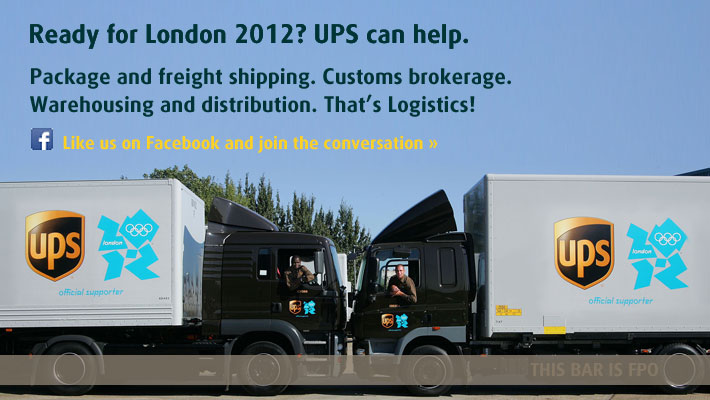 Ready for London 2012? UPS can help.
Package and freight shipping. Customs brokerage.
Warehousing and distribution. That's Logistics!
f Like us on Facebook and join the conversation »
ups
london
official supporter
ups
london
official supporter
ups
ups
THIS BAR IS FPO